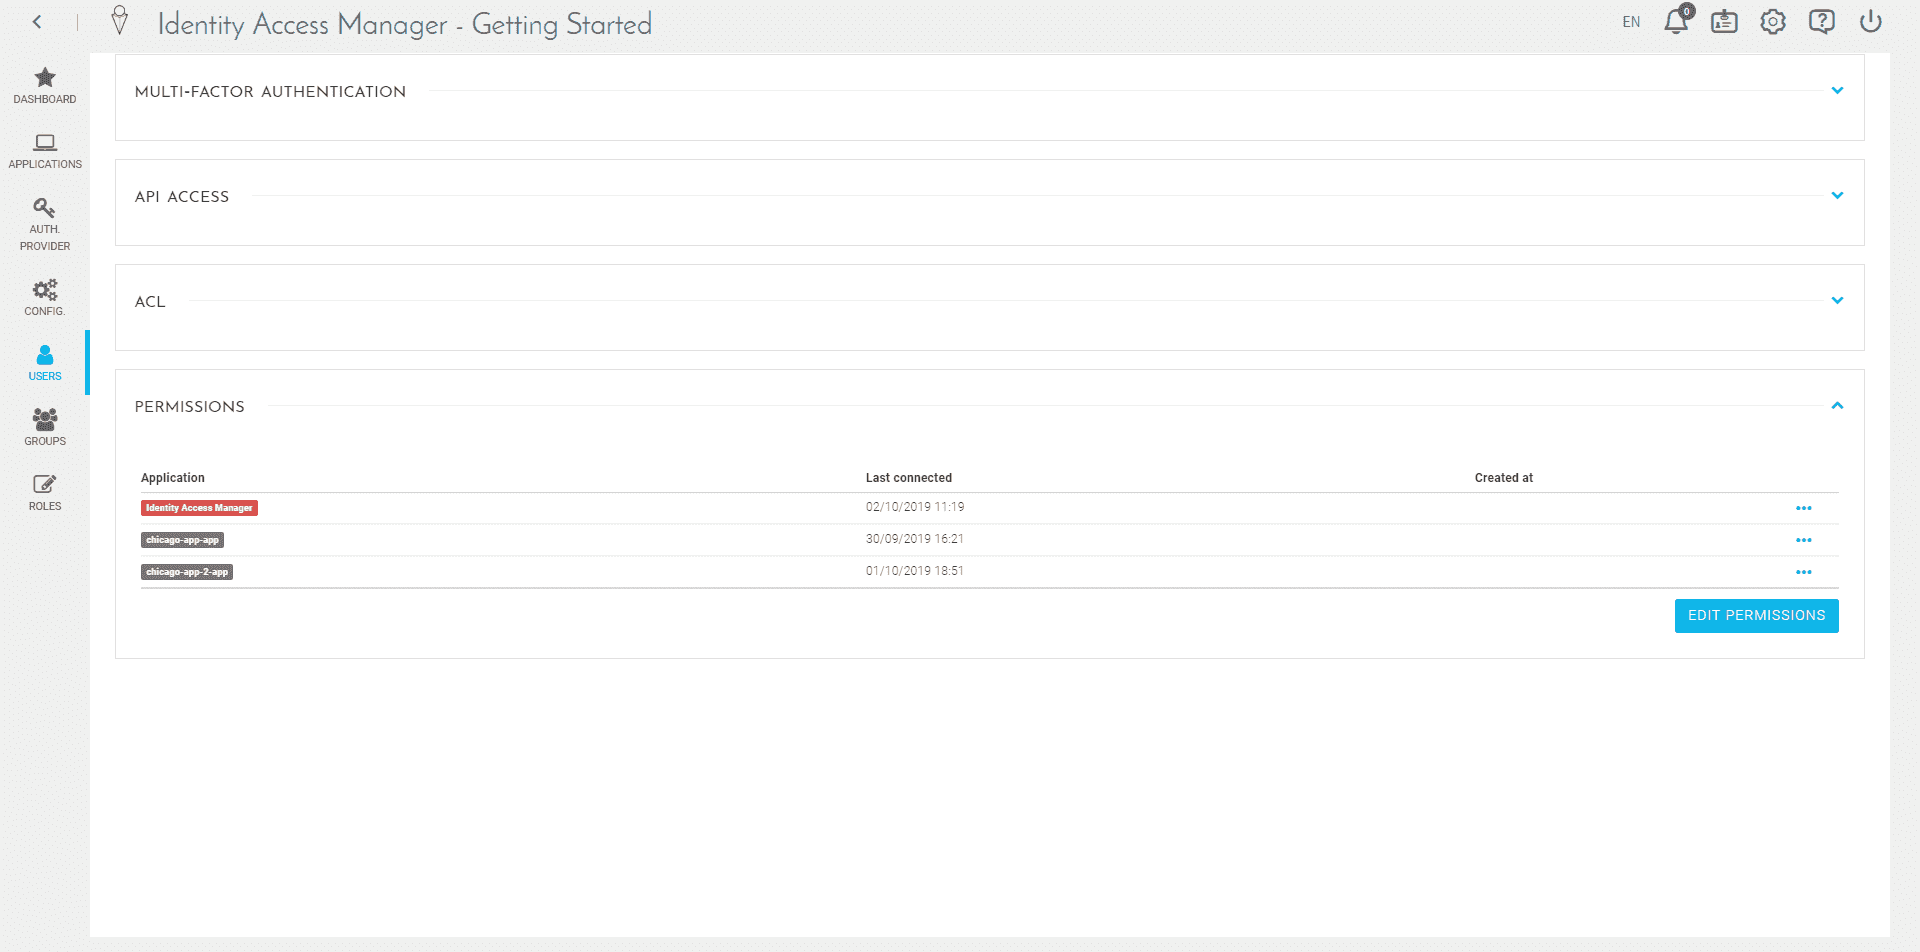 Identity Access Manager - Getting Started
EN
0
DASHBOARD
APPLICATIONS
AUTH.
PROVIDER
CONFIG.
USERS
GROUPS
ROLES
MULTI-FACTOR AUTHENTICATION
API ACCESS
ACL
PERMISSIONS
Application Last connected Created at
Identity Access Manager 02/10/2019 11:19
chicago-app-app 30/09/2019 16:21
chicago-app-2-app 01/10/2019 18:51
EDIT PERMISSIONS